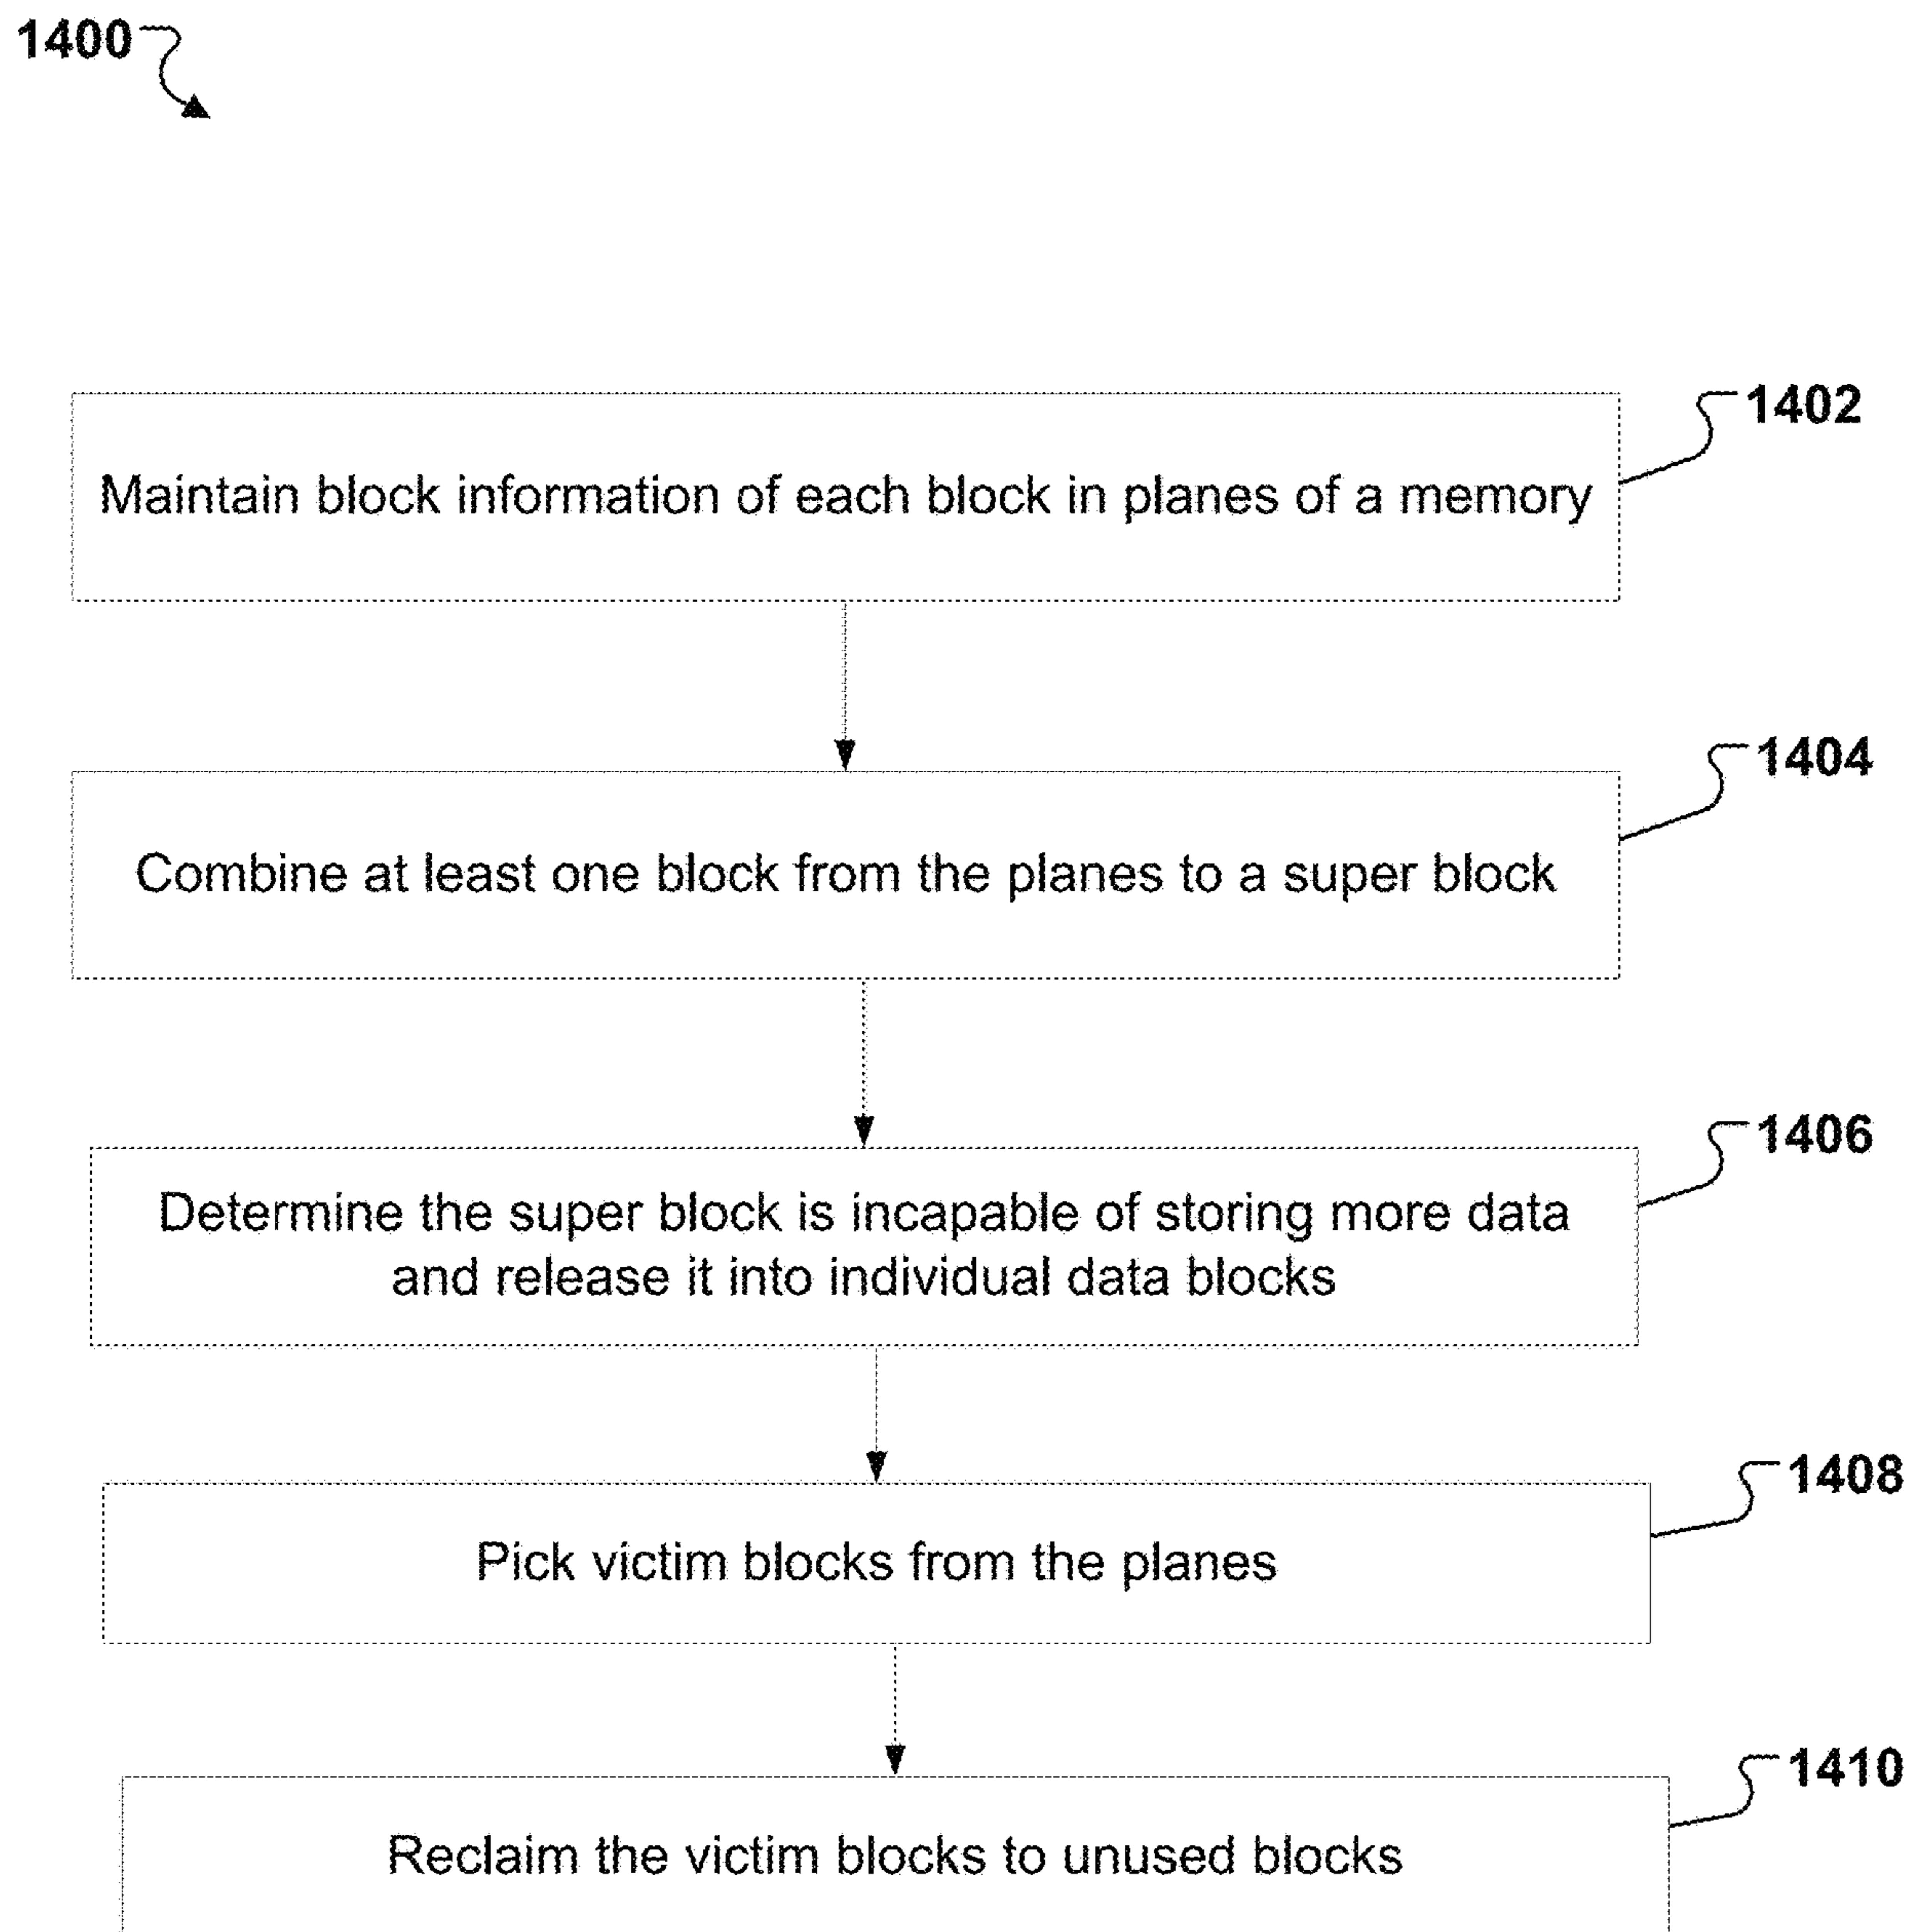 1400
1402
Maintain block information of each block in planes of a memory
1404
Combine at least one block from the planes to a super block
1406
Determine the super block is incapable of storing more data
and release it into individual data blocks
1408
Pick victim blocks from the planes
1410
Reclaim the victim blocks to unused blocks